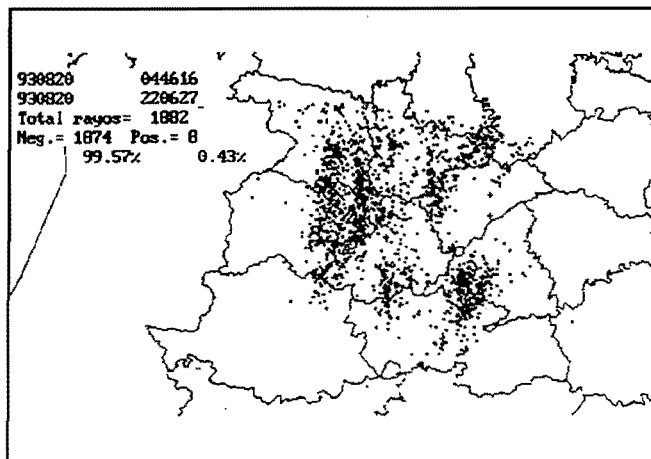 930820 044616
930820 220627
Total rayos= 1882
Neg.= 1874 Pos.= 8
99.57% 0.43%